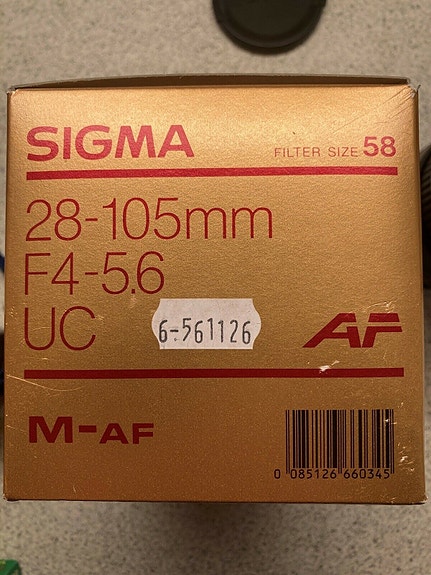 SIGMA
FILTER SIZE 58
28-105mm
F4-5.6
UC
6-561126
AF
M-AF
0 085126 660345